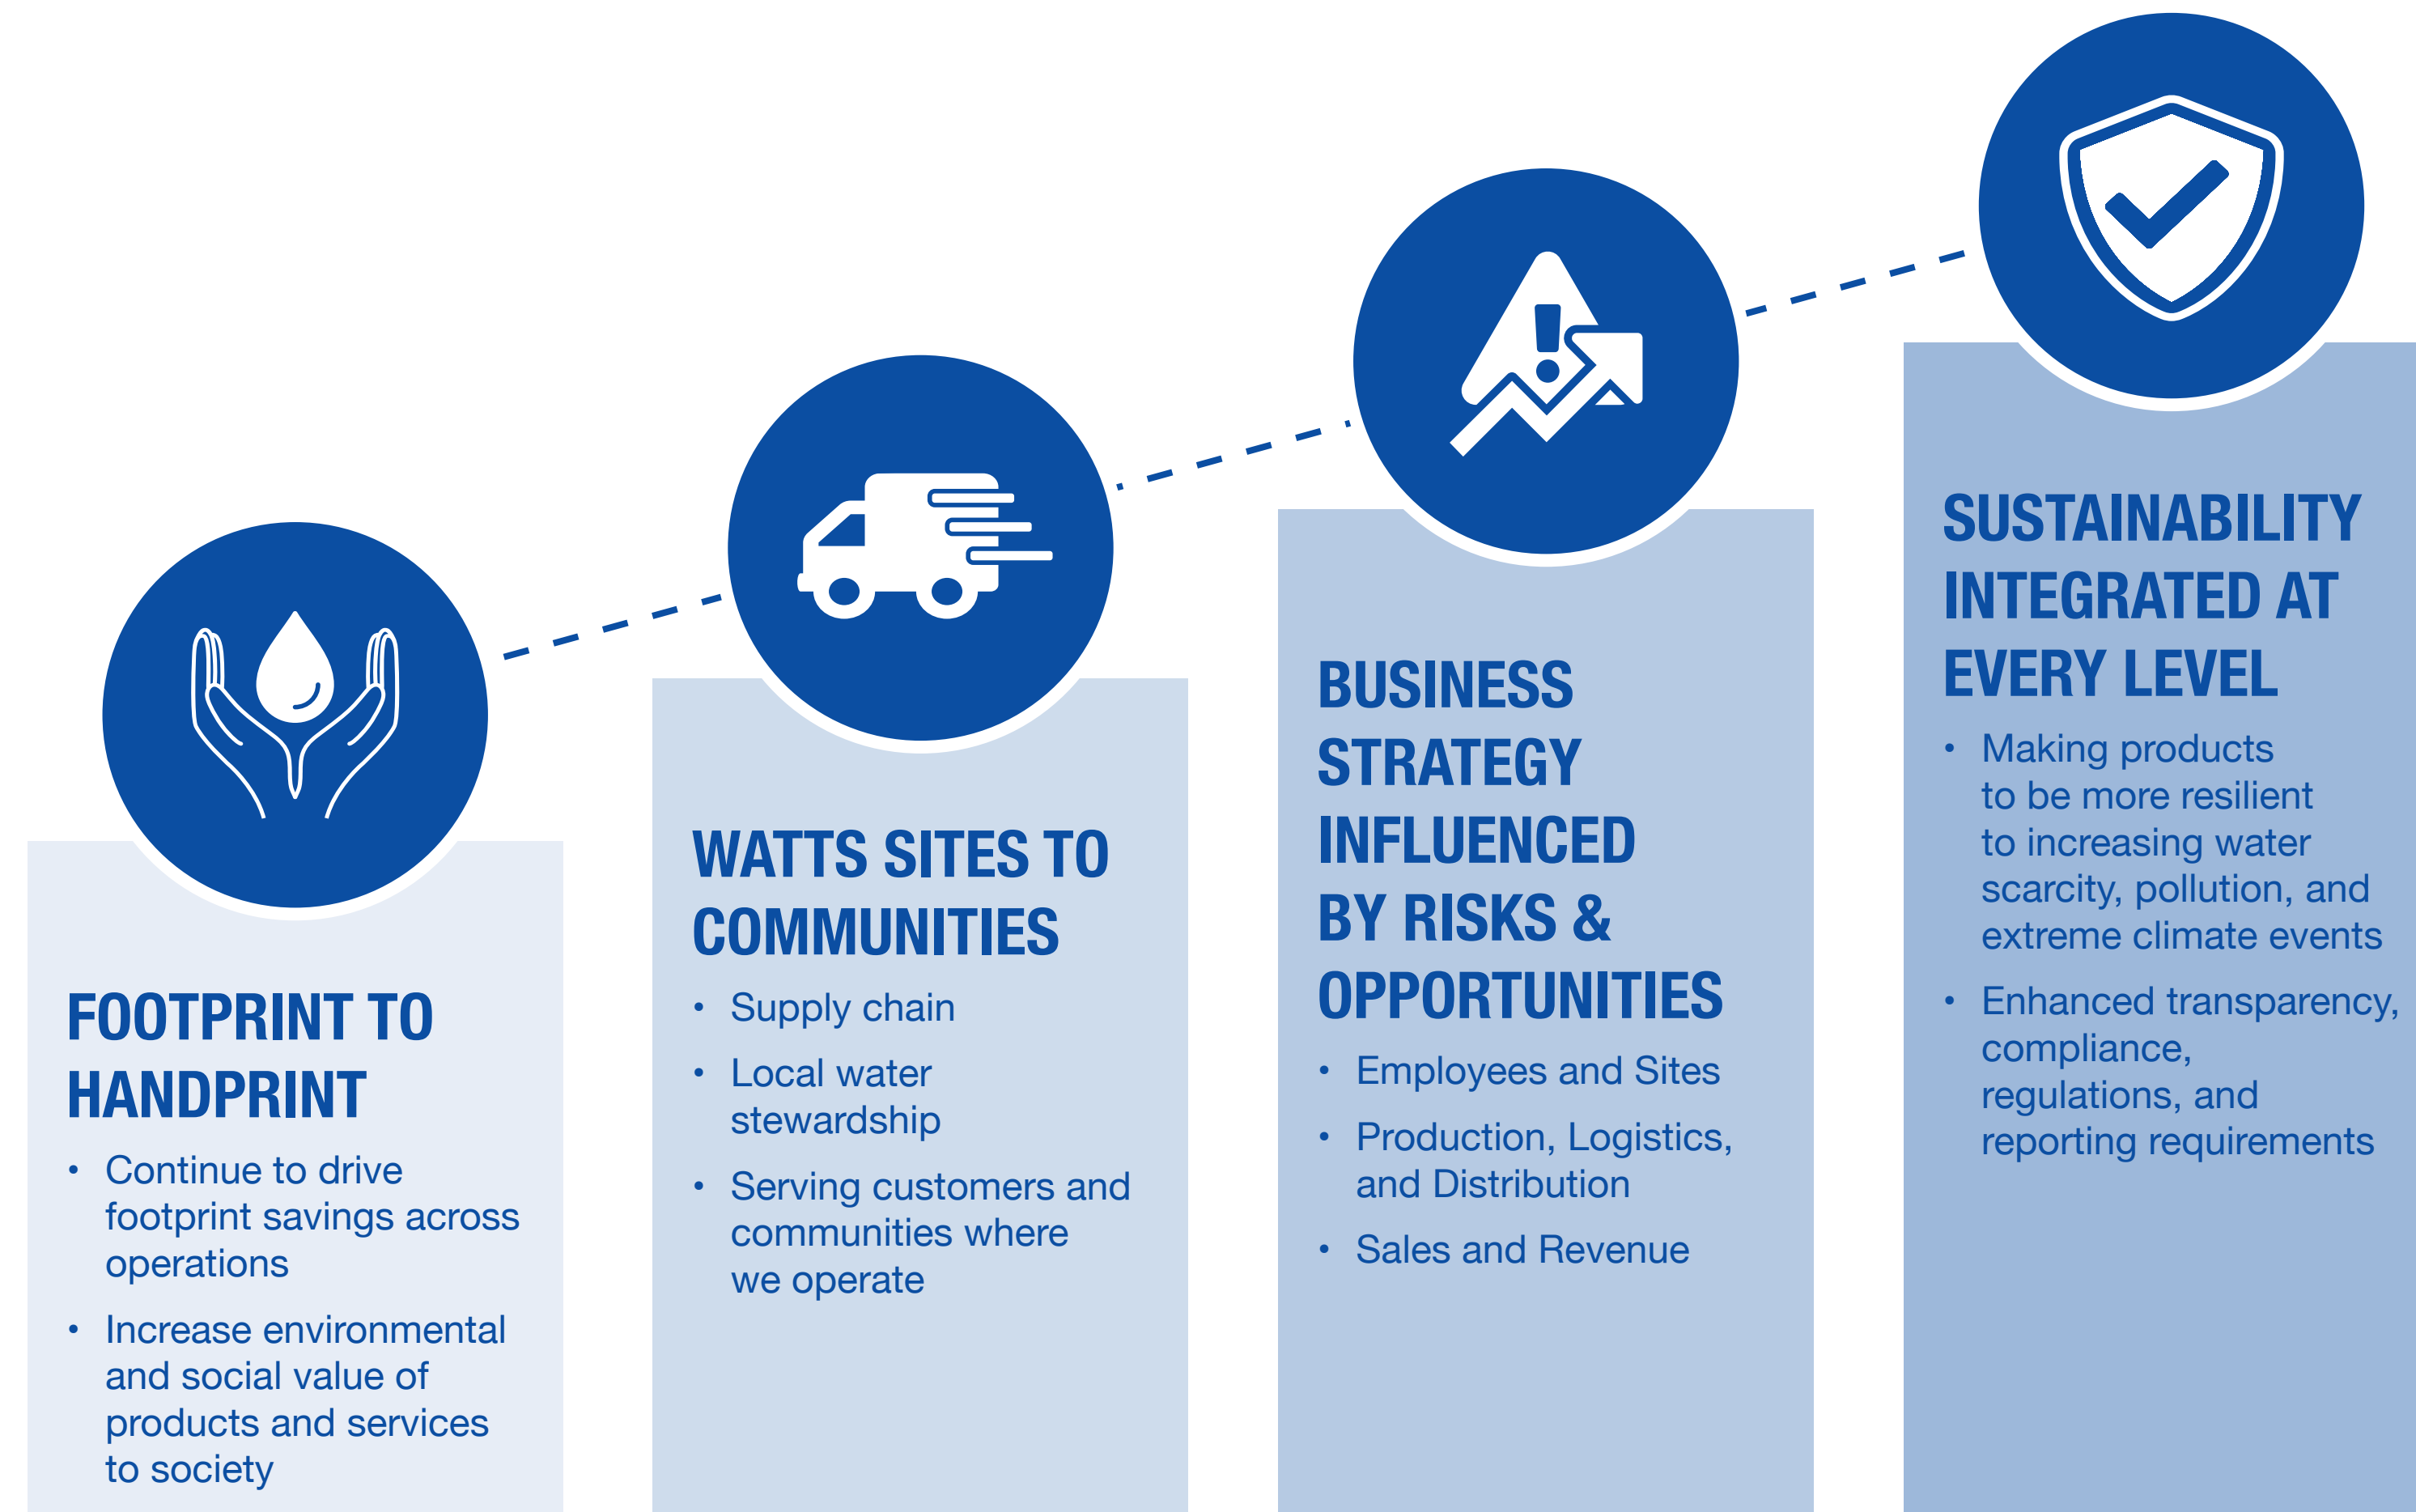 FOOTPRINT TO
HANDPRINT
• Continue to drive
footprint savings across
operations
• Increase environmental
and social value of
products and services
to society
WATTS SITES TO
COMMUNITIES
• Supply chain
• Local water
stewardship
• Serving customers and
communities where
we operate
BUSINESS
STRATEGY
INFLUENCED
BY RISKS &
OPPORTUNITIES
• Employees and Sites
• Production, Logistics,
and Distribution
• Sales and Revenue
SUSTAINABILITY
INTEGRATED AT
EVERY LEVEL
• Making products
to be more resilient
to increasing water
scarcity, pollution, and
extreme climate events
• Enhanced transparency,
compliance,
regulations, and
reporting requirements